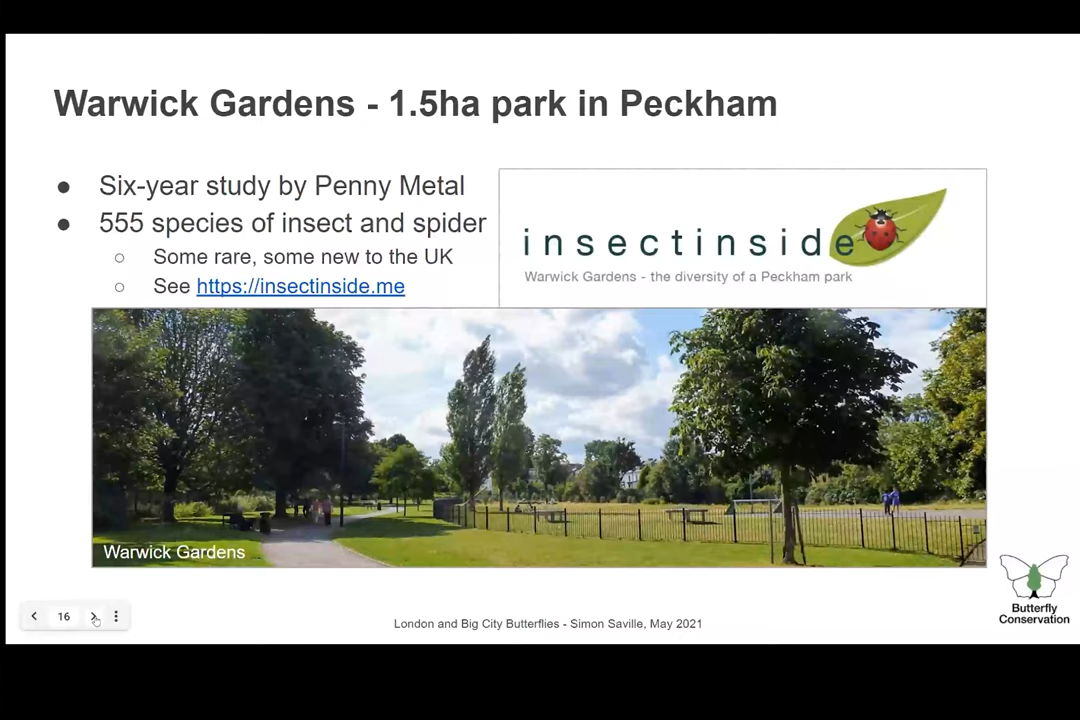 Warwick Gardens - 1.5ha park in Peckham
● Six-year study by Penny Metal
● 555 species of insect and spider
○ Some rare, some new to the UK
○ See https://insectinside.me
insectinside
Warwick Gardens - the diversity of a Peckham park
Warwick Gardens
16
London and Big City Butterflies - Simon Saville, May 2021
Butterfly
Conservation